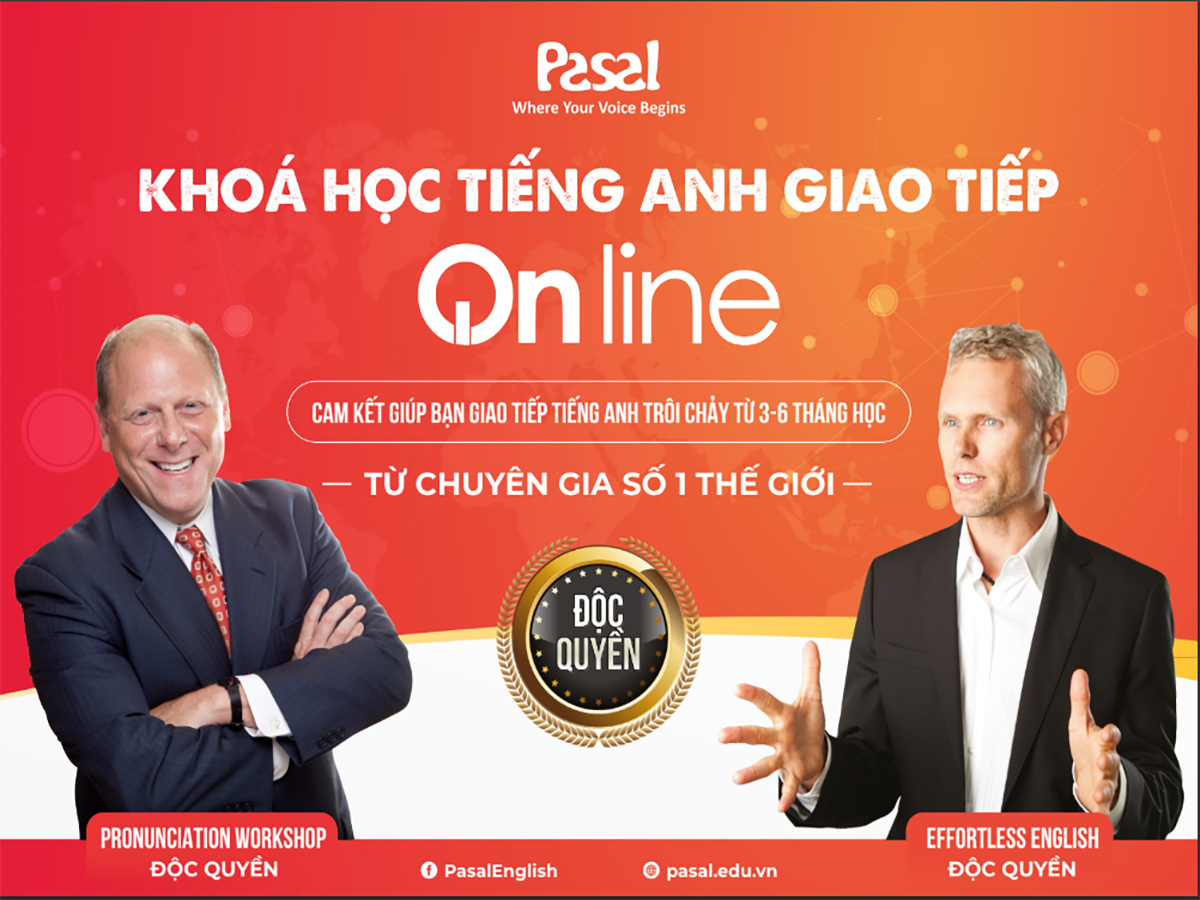 Pasal
Where Your Voice Begins
KHOÁ HỌC TIẾNG ANH GIAO TIẾP
Online
CAM KẾT GIÚP BẠN GIAO TIẾP TIẾNG ANH TRÔI CHẢY TỪ 3-6 THÁNG HỌC
TỪ CHUYÊN GIA SỐ 1 THẾ GIỚI
ĐỘC
QUYỀN
PRONUNCIATION WORKSHOP
ĐỘC QUYỀN
PasalEnglish
pasal.edu.vn
EFFORTLESS ENGLISH
ĐỘC QUYỀN